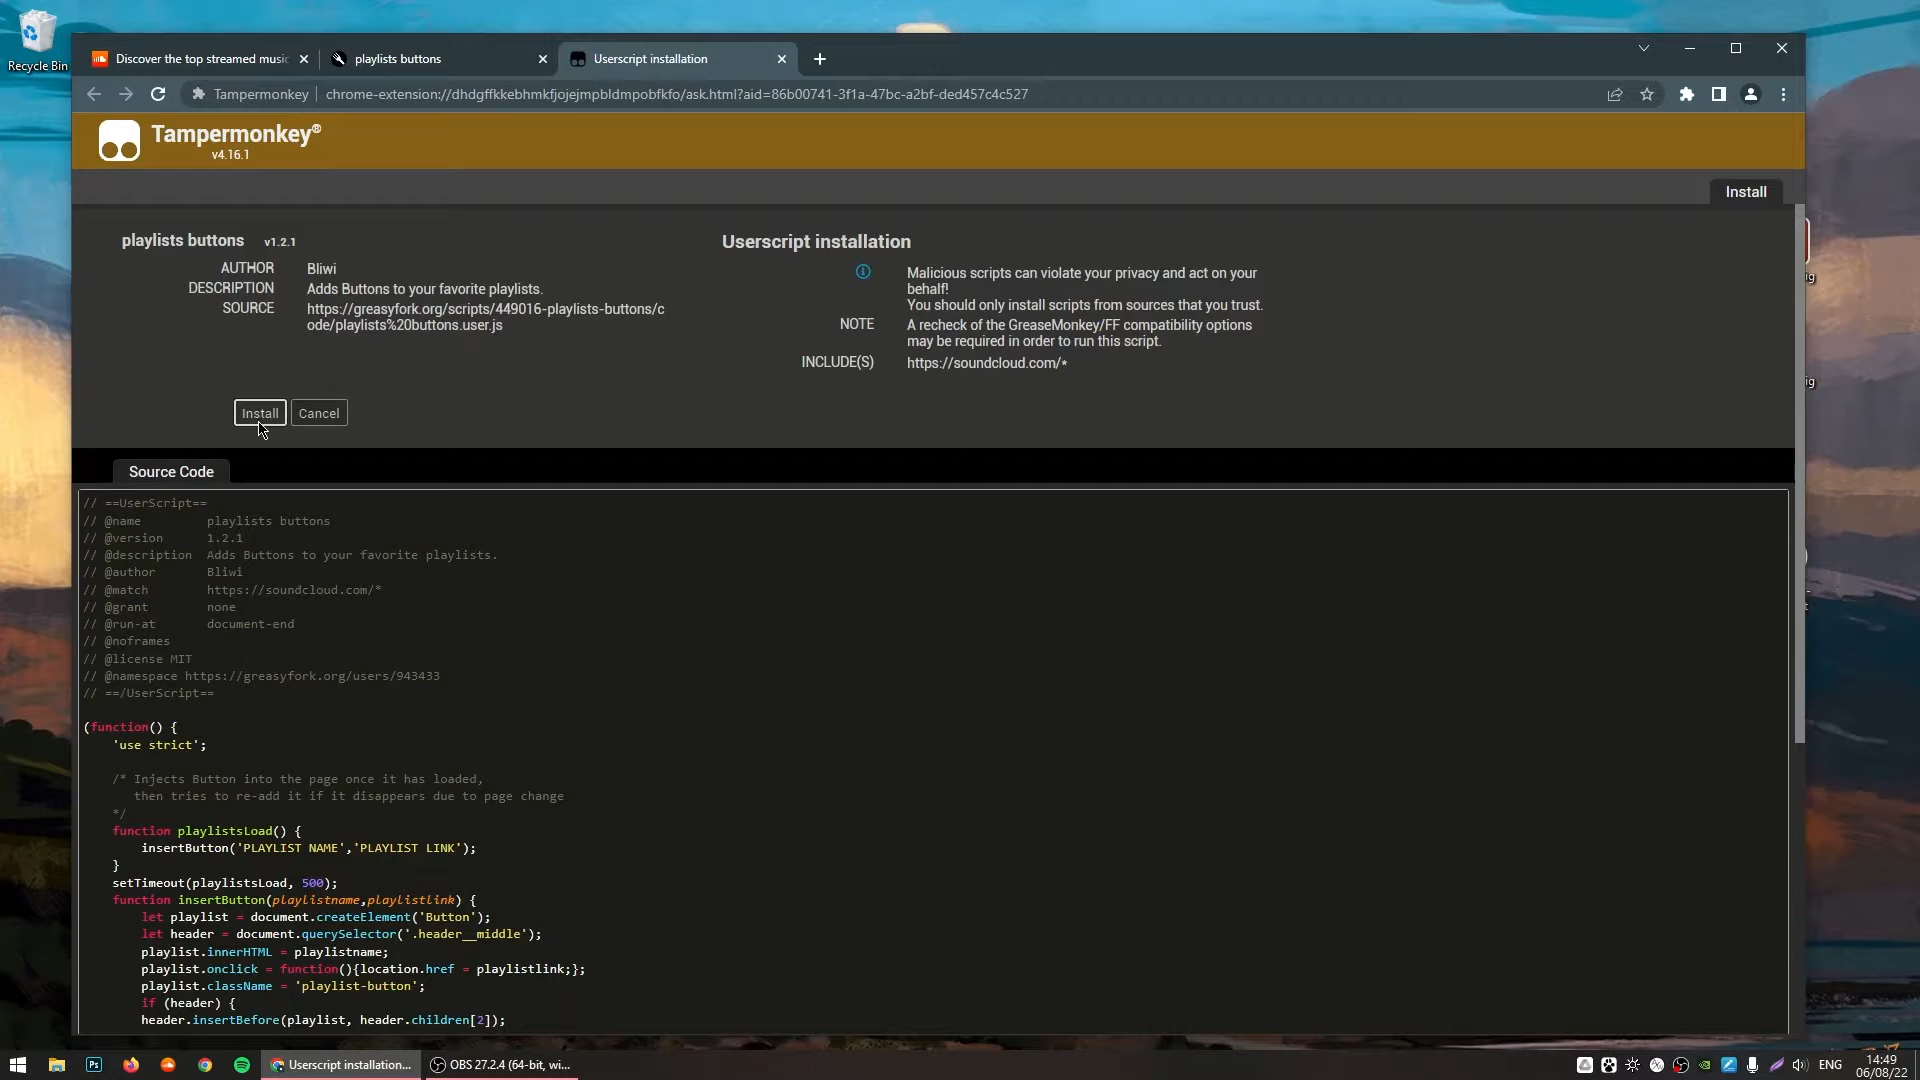 Recycle Bin
Discover the top streamed music
playlists buttons
Userscript installation
Tampermonkey
chrome-extension://dhdgffkkebhmkfjojejmpbldmpobfkfo/ask.html?aid=86b00741-3f1a-47bc-a2bf-ded457c4c527
Tampermonkey®
v4.16.1
Install
playlists buttons v1.2.1
AUTHOR Bliwi
DESCRIPTION Adds Buttons to your favorite playlists.
SOURCE https://greasyfork.org/scripts/449016-playlists-buttons/c
ode/playlists%20buttons.user.js
Userscript installation
Malicious scripts can violate your privacy and act on your
behalf!
You should only install scripts from sources that you trust.
NOTE A recheck of the GreaseMonkey/FF compatibility options
may be required in order to run this script.
INCLUDE(S) https://soundcloud.com/*
Install Cancel
Source Code
// ==UserScript==
// @name playlists buttons
// @version 1.2.1
// @description Adds Buttons to your favorite playlists.
// @author Bliwi
// @match https://soundcloud.com/*
// @grant none
// @run-at document-end
// @noframes
// @license MIT
// @namespace https://greasyfork.org/users/943433
// ==/UserScript==
(function() {
'use strict';
/* Injects Button into the page once it has loaded,
then tries to re-add it if it disappears due to page change
*/
function playlistsLoad() {
insertButton('PLAYLIST NAME','PLAYLIST LINK');
}
setTimeout(playlistsLoad, 500);
function insertButton(playlistname,playlistlink) {
let playlist = document.createElement('Button');
let header = document.querySelector('.header__middle');
playlist.innerHTML = playlistname;
playlist.onclick = function(){location.href = playlistlink;};
playlist.className = 'playlist-button';
if (header) {
header.insertBefore(playlist, header.children[2]);
ig
ig
Ps
Userscript installation...
OBS 27.2.4 (64-bit, wi...
ENG
14:49
06/08/22